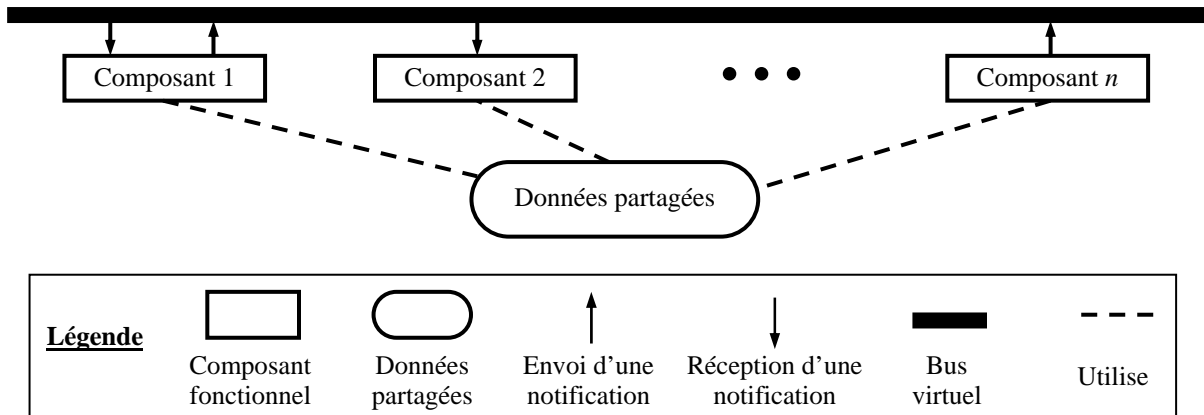 Composant 1
Composant 2
Composant n
Données partagées
Légende
Composant
fonctionnel
Données
partagées
Envoi d'une
notification
Réception d'une
notification
Bus
virtuel
Utilise